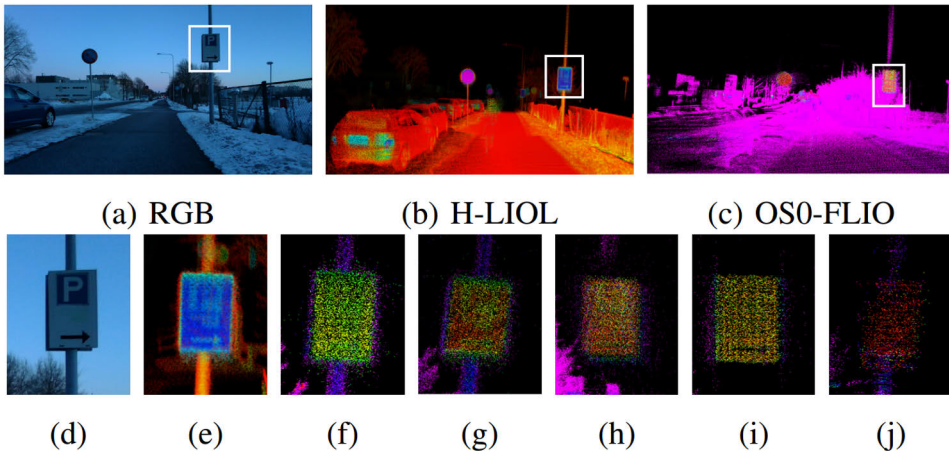 P
(a) RGB
(b) H-LIOL
(c) OS0-FLIO
P
(d)
(e)
(f)
(g)
(h)
(i)
(j)